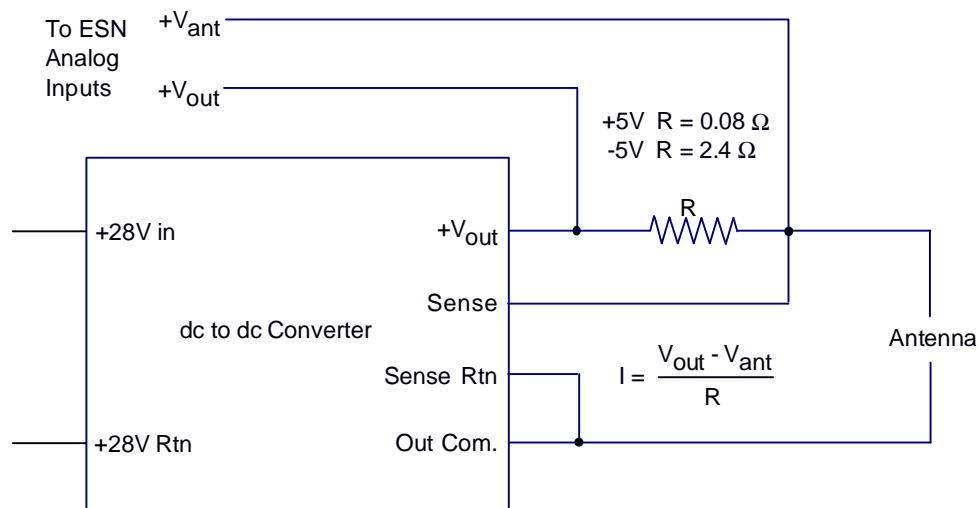 To ESN
Analog
Inputs
+Vant
+Vout
+5V R = 0.08 Ω
-5V R = 2.4 Ω
R
+28V in
+Vout
Sense
dc to dc Converter
Antenna
Sense Rtn
I = Vout - Vant
R
+28V Rtn
Out Com.